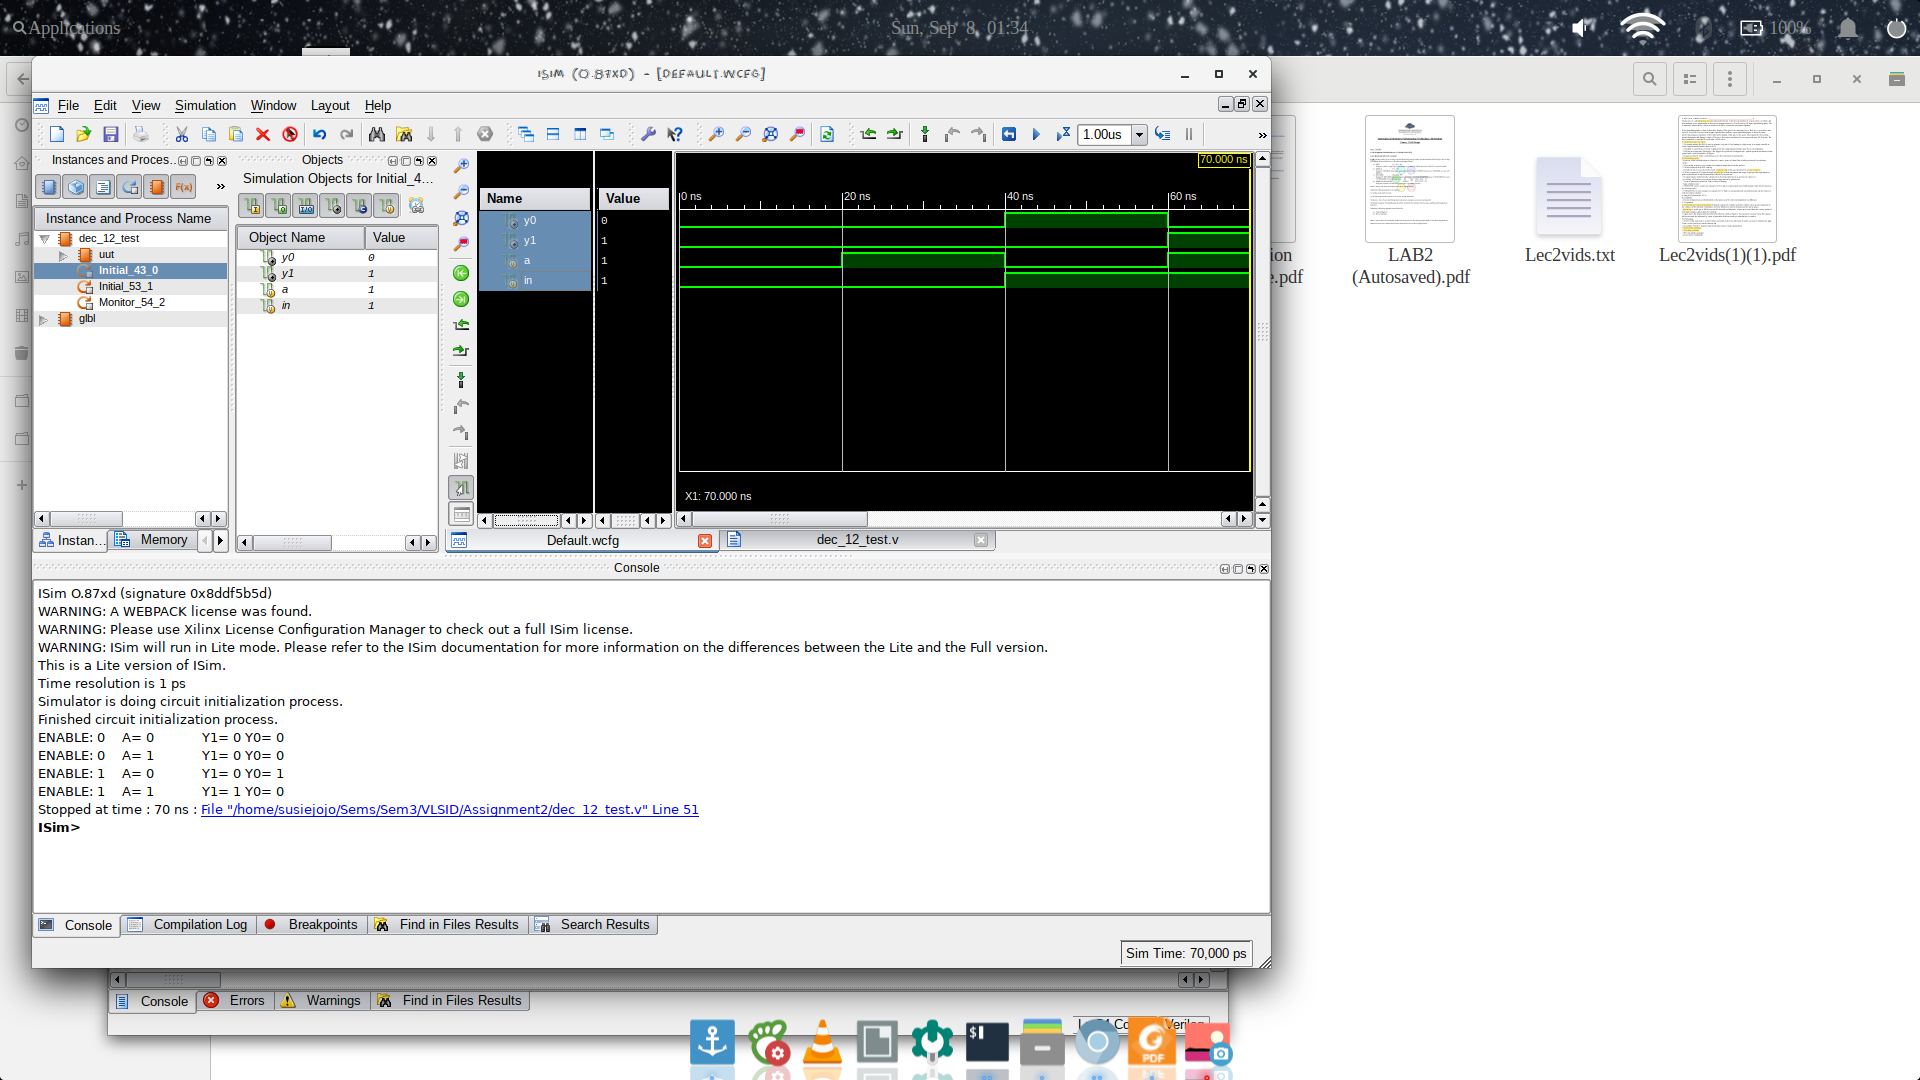 Applications
Sun, Sep 8 01:34
100%
ISim (O.87xd) - [Default.wcfg]
File Edit View Simulation Window Layout Help
1.00us
»
Instances and Proces..
Objects
Simulation Objects for Initial_4...
»
Instance and Process Name
dec_12_test
uut
Initial_43_0
Initial_53_1
Monitor_54_2
glbl
Object Name Value
y0 0
y1 1
a 1
in 1
Name Value
y0 0
y1 1
a 1
in 1
70.000 ns
0 ns 20 ns 40 ns 60 ns
X1: 70.000 ns
Instan... Memory
Default.wcfg dec_12_test.v
Console
ISim O.87xd (signature 0x8ddf5b5d)
WARNING: A WEBPACK license was found.
WARNING: Please use Xilinx License Configuration Manager to check out a full ISim license.
WARNING: ISim will run in Lite mode. Please refer to the ISim documentation for more information on the differences between the Lite and the Full version.
This is a Lite version of ISim.
Time resolution is 1 ps
Simulator is doing circuit initialization process.
Finished circuit initialization process.
ENABLE: 0 A= 0 Y1= 0 Y0= 0
ENABLE: 0 A= 1 Y1= 0 Y0= 0
ENABLE: 1 A= 0 Y1= 0 Y0= 1
ENABLE: 1 A= 1 Y1= 1 Y0= 0
Stopped at time : 70 ns : File "/home/susiejojo/Sems/Sem3/VLSID/Assignment2/dec_12_test.v" Line 51
ISim>
Console Compilation Log Breakpoints Find in Files Results Search Results
Sim Time: 70,000 ps
Console Errors Warnings Find in Files Results
ion
e.pdf
LAB2
(Autosaved).pdf
Lec2vids.txt
Lec2vids(1)(1).pdf
PDF